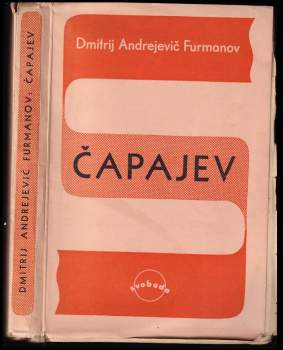 DMITRIJ ANDREJEVIČ FURMANOV: ČAPAJEV
Dmitrij Andrejevič Furmanov
ČAPAJEV
svoboda